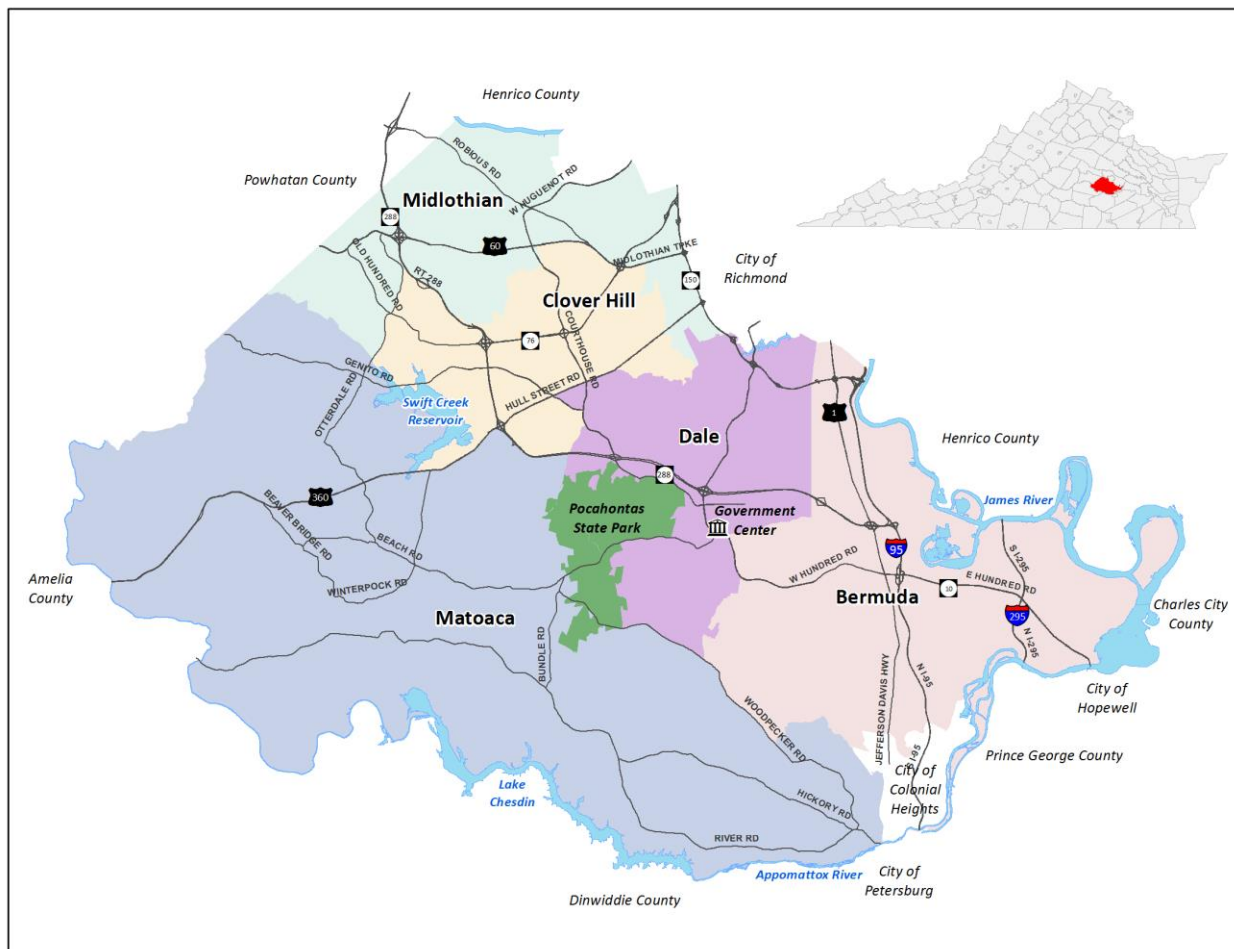 Henrico County
ROBIOUS RD
Powhatan County
W HUGUENOT RD
Midlothian
288
60
OLD HUNDRED RD
RT 288
MIDLOTHIAN TPKE
City of
Richmond
150
Clover Hill
76
COURTHOUSE RD
GENITO RD
HULL STREET RD
OTTERDALE RD
Swift Creek
Reservoir
1
Dale
Henrico County
288
360
BEAVER BRIDGE RD
Pocahontas
State Park
Government
Center
James River
95
BEACH RD
W HUNDRED RD
S I-295
E HUNDRED RD
10
Amelia
County
WINTERPOCK RD
Matoaca
Bermuda
295
N I-295
Charles City
County
BUNDLE RD
JEFFERSON DAVIS HWY
N I-95
City of
Hopewell
WOODPECKER RD
S I-95
Prince George County
City of
Colonial
Heights
Lake
Chesdin
HICKORY RD
RIVER RD
Appomattox River
City of
Petersburg
Dinwiddie County